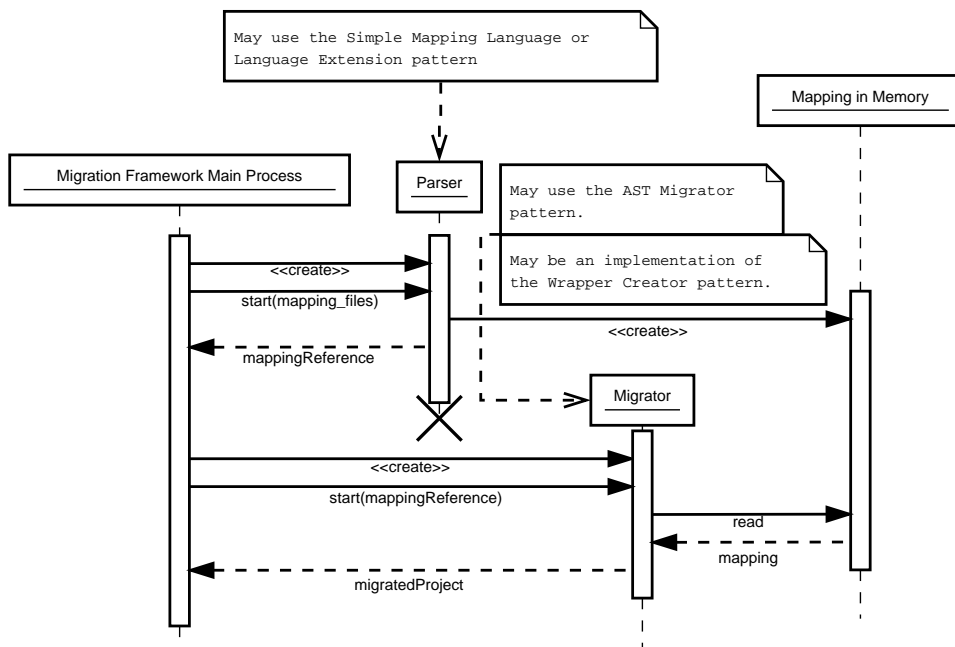 May use the Simple Mapping Language or
Language Extension pattern
Mapping in Memory
Migration Framework Main Process
Parser
May use the AST Migrator
pattern.
May be an implementation of
the Wrapper Creator pattern.
<<create>>
start(mapping_files)
<<create>>
mappingReference
Migrator
<<create>>
start(mappingReference)
read
mapping
migratedProject